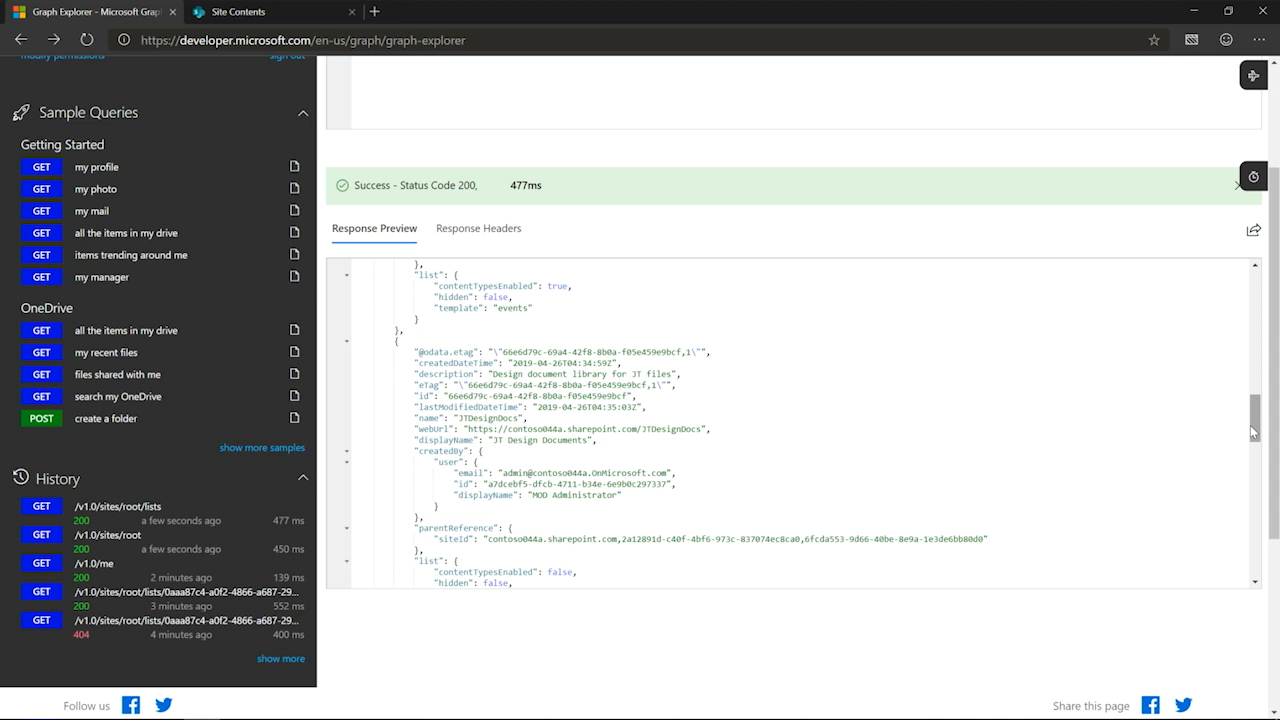 Graph Explorer - Microsoft Grap
Site Contents
https://developer.microsoft.com/en-us/graph/graph-explorer
modify permissions
sign out
Sample Queries
Getting Started
GET my profile
GET my photo
GET my mail
GET all the items in my drive
GET items trending around me
GET my manager
OneDrive
GET all the items in my drive
GET my recent files
GET files shared with me
GET search my OneDrive
POST create a folder
show more samples
History
GET /v1.0/sites/root/lists
200 a few seconds ago 477 ms
GET /v1.0/sites/root
200 a few seconds ago 450 ms
GET /v1.0/me
200 2 minutes ago 139 ms
GET /v1.0/sites/root/lists/0aaa87c4-a0f2-4866-a687-29...
200 3 minutes ago 552 ms
GET /v1.0/sites/root/lists/0aaa87c4-a0f2-4866-a687-29...
404 4 minutes ago 400 ms
show more
Success - Status Code 200, 477ms
Response Preview Response Headers
},
"list": {
"contentTypesEnabled": true,
"hidden": false,
"template": "events"
}
},
{
"@odata.etag": "\"66e6d79c-69a4-42f8-8b0a-f05e459e9bcf,1\"",
"createdDateTime": "2019-04-26T04:34:59Z",
"description": "Design document library for JT files",
"eTag": "\"66e6d79c-69a4-42f8-8b0a-f05e459e9bcf,1\"",
"id": "66e6d79c-69a4-42f8-8b0a-f05e459e9bcf",
"lastModifiedDateTime": "2019-04-26T04:35:03Z",
"name": "JTDesignDocs",
"webUrl": "https://contoso044a.sharepoint.com/JTDesignDocs",
"displayName": "JT Design Documents",
"createdBy": {
"user": {
"email": "admin@contoso044a.OnMicrosoft.com",
"id": "a7dcebf5-dfcb-4711-b34e-6e9b0c297337",
"displayName": "MOD Administrator"
}
},
"parentReference": {
"siteId": "contoso044a.sharepoint.com,2a12891d-c40f-4bf6-973c-837074ec8ca0,6fcda553-9d66-40be-8e9a-1e3de6bb80d0"
},
"list": {
"contentTypesEnabled": false,
"hidden": false,
Follow us
Share this page